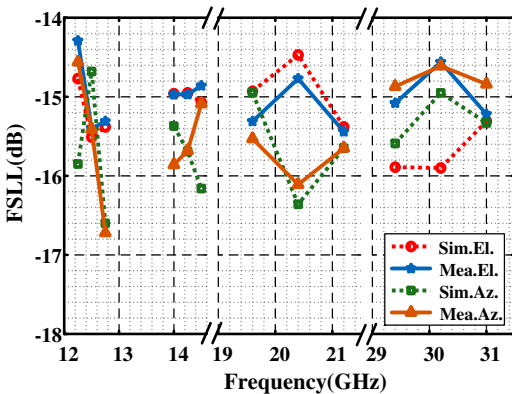 -14
-15
-16
-17
-18
FSLL(dB)
12 13 14 19 20 21 29 30 31
Frequency(GHz)
Sim.El.
Mea.El.
Sim.Az.
Mea.Az.